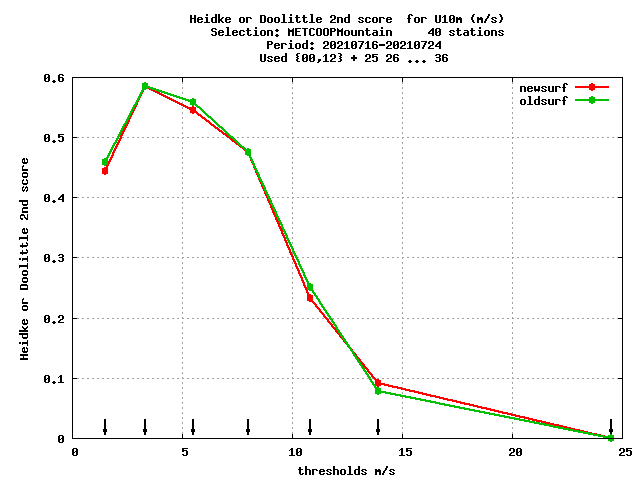 Heidke or Doolittle 2nd score  for U10m (m/s)
Selection: METCOOPMountain     40 stations
Period: 20210716-20210724
Used {00,12} + 25 26 ... 36
newsurf
oldsurf
0.6
0.5
0.4
0.3
0.2
0.1
0
Heidke or Doolittle 2nd score
0 5 10 15 20 25
thresholds m/s